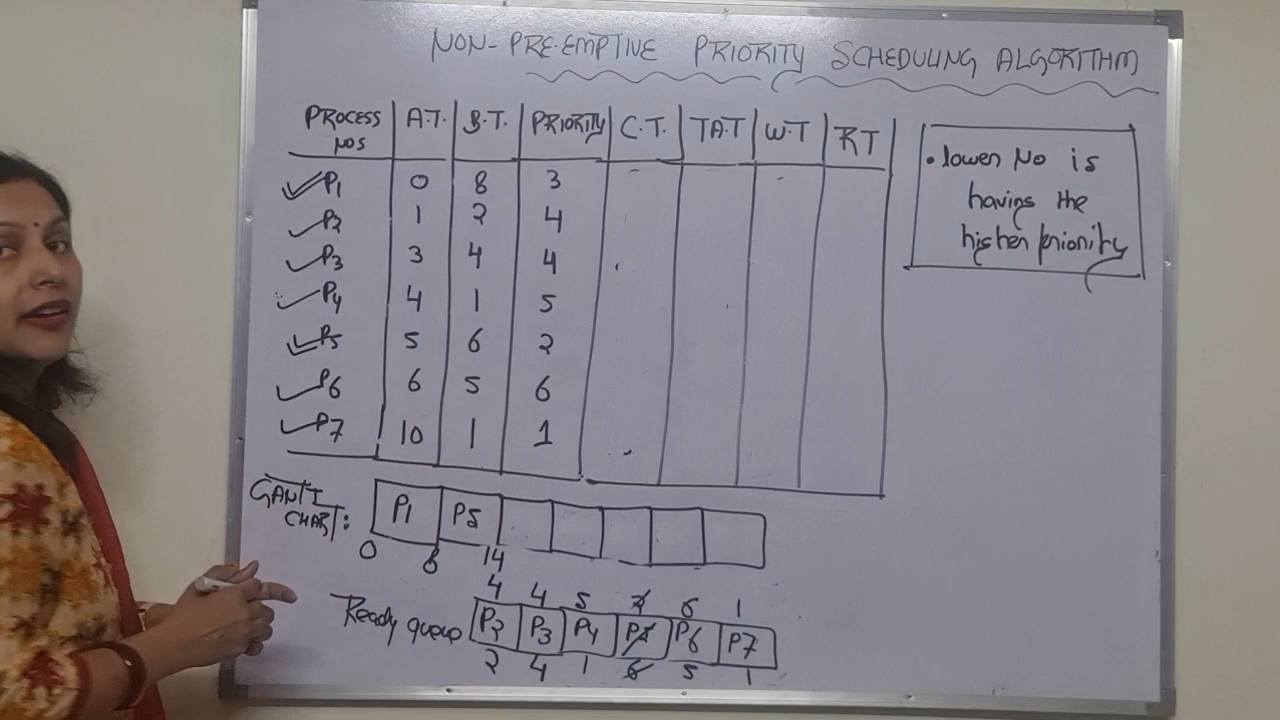 NON-PRE-EMPTIVE PRIORITY SCHEDULING ALGORITHM
PROCESS NOS A.T. B.T. PRIORITY C.T. TAT W.T RT
P1 0 8 3
P2 1 2 4
P3 3 4 4
P4 4 1 5
P5 5 6 2
P6 6 5 6
P7 10 1 1
• lower No is
having the
higher priority
GANTT
CHART:
P1 P5
0 8 14
4 4 5 2 6 1
Ready queue P2 P3 P4 P5 P6 P7
2 4 1 6 5 1